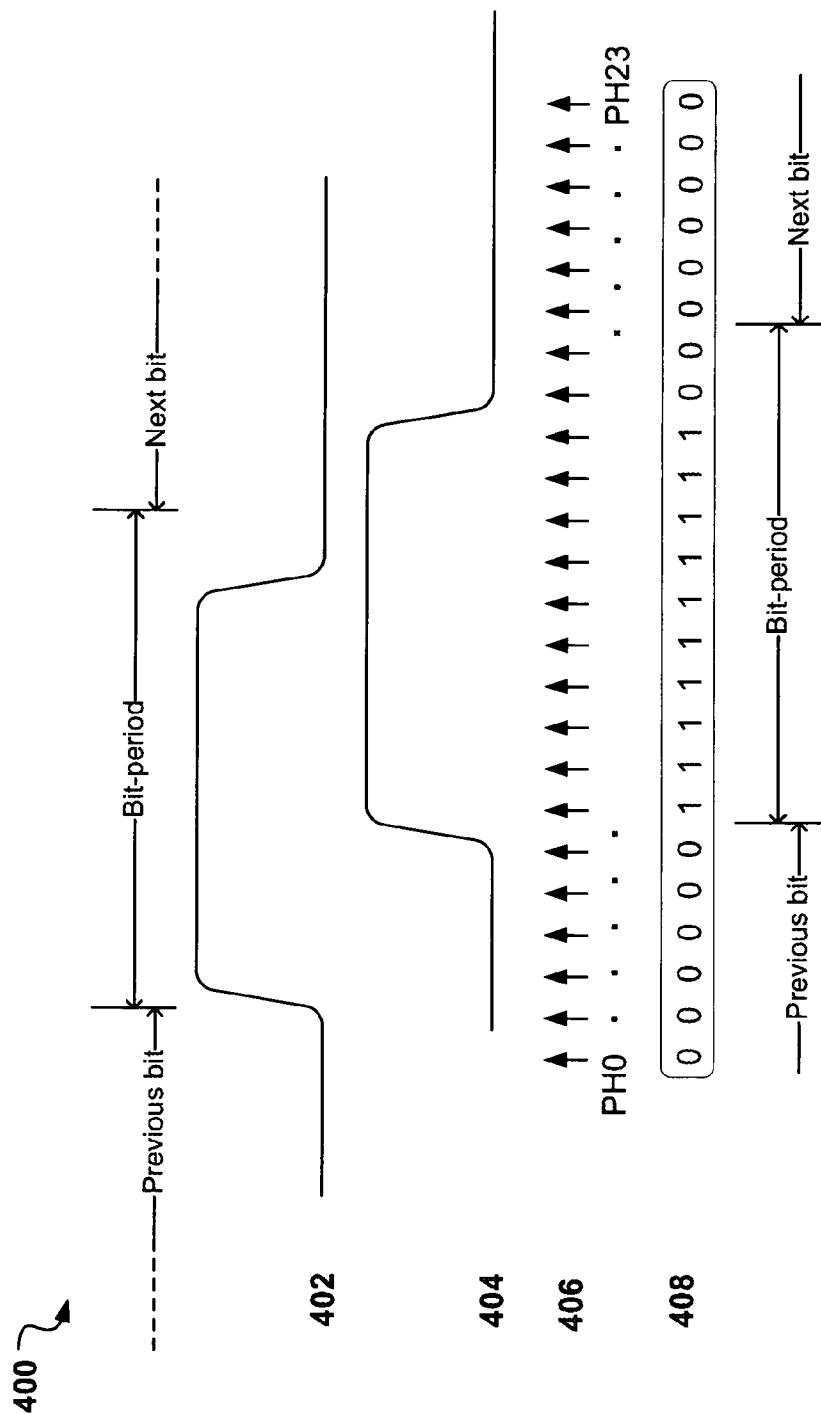 400
Bit-period
Previous bit Next bit
402
404
406
PH0 . . . . . . . . . . PH23
408 0 0 0 0 0 0 1 1 1 1 1 1 1 1 1 1 0 0 0 0 0 0 0 0
Bit-period
Previous bit Next bit